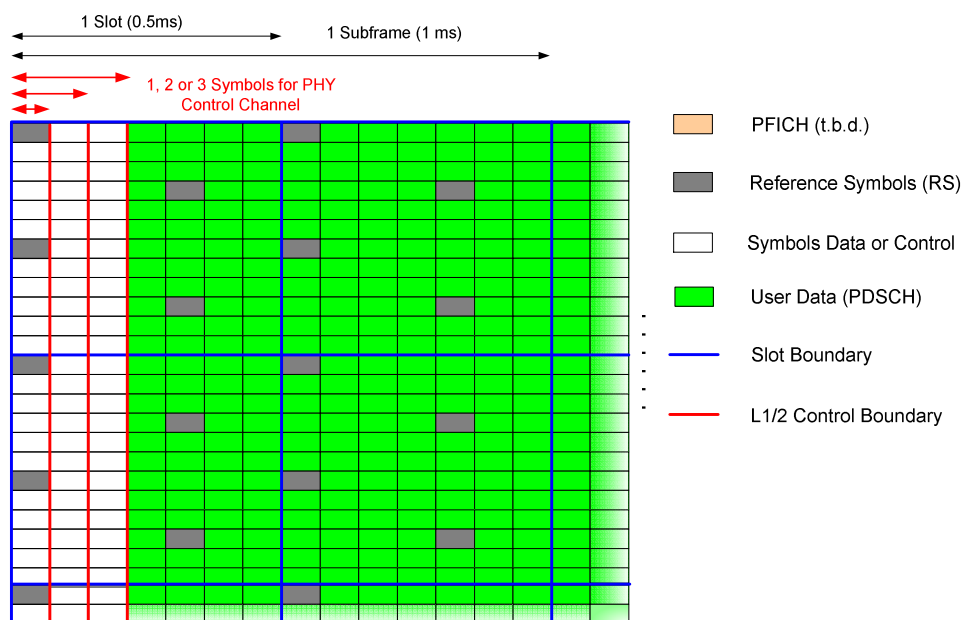 1 Slot (0.5ms)
1 Subframe (1 ms)
1, 2 or 3 Symbols for PHY
Control Channel
PFICH (t.b.d.)
Reference Symbols (RS)
Symbols Data or Control
User Data (PDSCH)
Slot Boundary
L1/2 Control Boundary